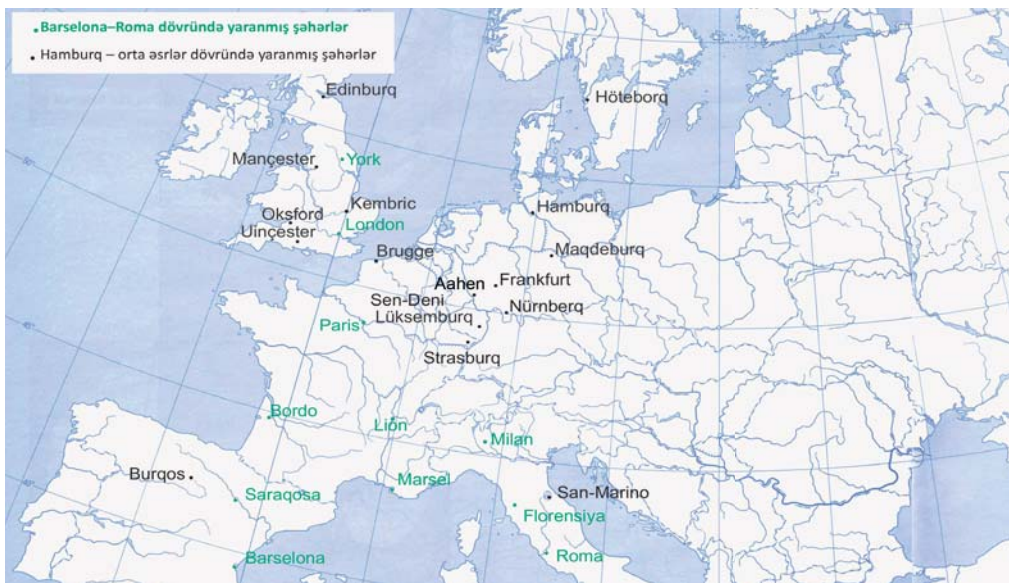 .Barselona–Roma dövründə yaranmış şəhərlər
. Hamburq – orta əsrlər dövründə yaranmış şəhərlər
Edinburq
Höteborq
York
Mançester
Kembric
Hamburq
Oksford
London
Uinçester
Brugge
Maqdeburq
Frankfurt
Aahen
Sen-Deni
Nürnberq
Lüksemburq
Paris
Strasburq
Bordo
Lion
Milan
Burqos
Marsel
San-Marino
Saraqosa
Florensiya
Barselona
Roma